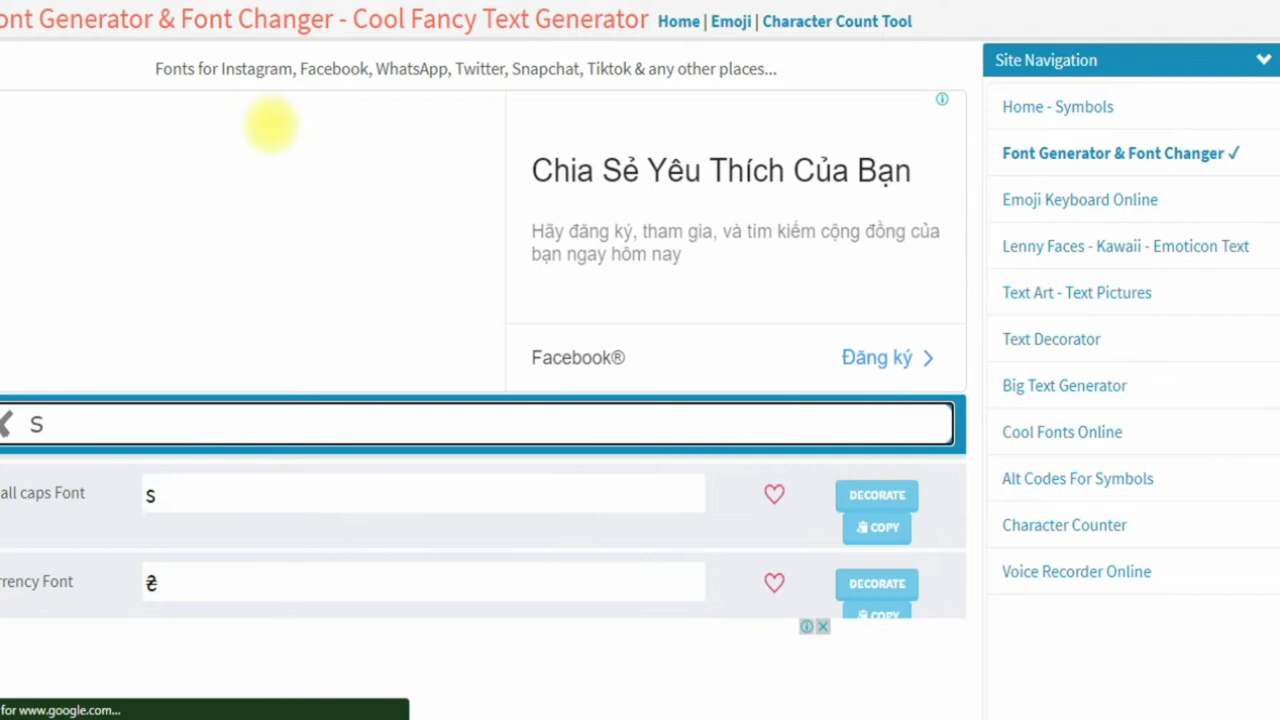 ont Generator & Font Changer - Cool Fancy Text Generator Home | Emoji | Character Count Tool
Fonts for Instagram, Facebook, WhatsApp, Twitter, Snapchat, Tiktok & any other places...
Chia Sẻ Yêu Thích Của Bạn
Hãy đăng ký, tham gia, và tìm kiếm cộng đồng của
bạn ngay hôm nay
Facebook®
Đăng ký
S
all caps Font
S
DECORATE
COPY
rrency Font
₴
DECORATE
COPY
for www.google.com...
Site Navigation
Home - Symbols
Font Generator & Font Changer ✓
Emoji Keyboard Online
Lenny Faces - Kawaii - Emoticon Text
Text Art - Text Pictures
Text Decorator
Big Text Generator
Cool Fonts Online
Alt Codes For Symbols
Character Counter
Voice Recorder Online